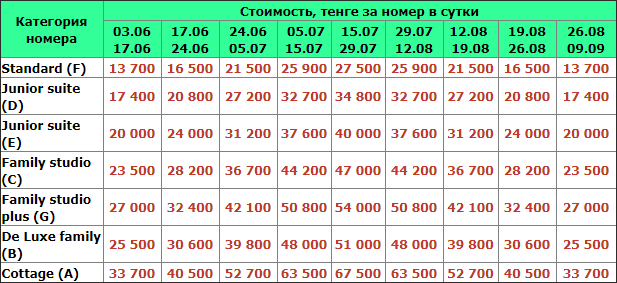 Категория номера Стоимость, тенге за номер в сутки
03.06 17.06 24.06 05.07 15.07 29.07 12.08 19.08 26.08
17.06 24.06 05.07 15.07 29.07 12.08 19.08 26.08 09.09
Standard (F) 13 700 16 500 21 500 25 900 27 500 25 900 21 500 16 500 13 700
Junior suite (D) 17 400 20 800 27 200 32 700 34 800 32 700 27 200 20 800 17 400
Junior suite (E) 20 000 24 000 31 200 37 600 40 000 37 600 31 200 24 000 20 000
Family studio (C) 23 500 28 200 36 700 44 200 47 000 44 200 36 700 28 200 23 500
Family studio plus (G) 27 000 32 400 42 100 50 800 54 000 50 800 42 100 32 400 27 000
De Luxe family (B) 25 500 30 600 39 800 48 000 51 000 48 000 39 800 30 600 25 500
Cottage (A) 33 700 40 500 52 700 63 500 67 500 63 500 52 700 40 500 33 700